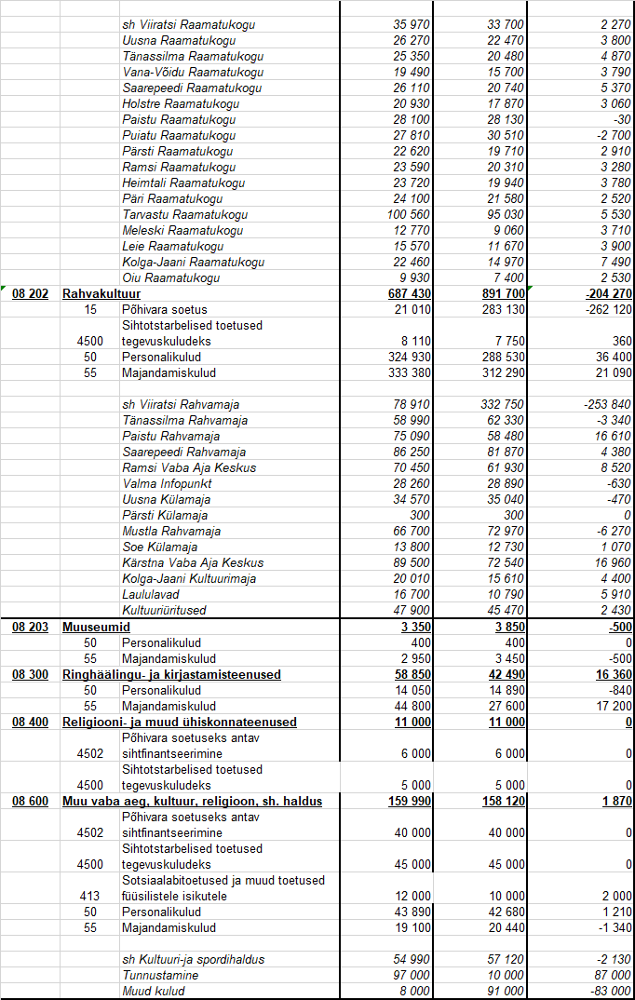 sh Viiratsi Raamatukogu 35 970 33 700 2 270
Uusna Raamatukogu 26 270 22 470 3 800
Tänassilma Raamatukogu 25 350 20 480 4 870
Vana-Võidu Raamatukogu 19 490 15 700 3 790
Saarepeedi Raamatukogu 26 110 20 740 5 370
Holstre Raamatukogu 20 930 17 870 3 060
Paistu Raamatukogu 28 100 28 130 -30
Puiatu Raamatukogu 27 810 30 510 -2 700
Pärsti Raamatukogu 22 620 19 710 2 910
Ramsi Raamatukogu 23 590 20 310 3 280
Heimtali Raamatukogu 23 720 19 940 3 780
Päri Raamatukogu 24 100 21 580 2 520
Tarvastu Raamatukogu 100 560 95 030 5 530
Meleski Raamatukogu 12 770 9 060 3 710
Leie Raamatukogu 15 570 11 670 3 900
Kolga-Jaani Raamatukogu 22 460 14 970 7 490
Oiu Raamatukogu 9 930 7 400 2 530
08 202 Rahvakultuur 687 430 891 700 -204 270
15 Põhivara soetus 21 010 283 130 -262 120
Sihtotstarbelised toetused
4500 tegevuskuludeks 8 110 7 750 360
50 Personalikulud 324 930 288 530 36 400
55 Majandamiskulud 333 380 312 290 21 090
sh Viiratsi Rahvamaja 78 910 332 750 -253 840
Tänassilma Rahvamaja 58 990 62 330 -3 340
Paistu Rahvamaja 75 090 58 480 16 610
Saarepeedi Rahvamaja 86 250 81 870 4 380
Ramsi Vaba Aja Keskus 70 450 61 930 8 520
Valma Infopunkt 28 260 28 890 -630
Uusna Külamaja 34 570 35 040 -470
Pärsti Külamaja 300 300 0
Mustla Rahvamaja 66 700 72 970 -6 270
Soe Külamaja 13 800 12 730 1 070
Kärstna Vaba Aja Keskus 89 500 72 540 16 960
Kolga-Jaani Kultuurimaja 20 010 15 610 4 400
Laululavad 16 700 10 790 5 910
Kultuuriüritused 47 900 45 470 2 430
08 203 Muuseumid 3 350 3 850 -500
50 Personalikulud 400 400 0
55 Majandamiskulud 2 950 3 450 -500
08 300 Ringhäälingu- ja kirjastamisteenused 58 850 42 490 16 360
50 Personalikulud 14 050 14 890 -840
55 Majandamiskulud 44 800 27 600 17 200
08 400 Religiooni- ja muud ühiskonnateenused 11 000 11 000 0
Põhivara soetuseks antav
4502 sihtfinantseerimine 6 000 6 000 0
Sihtotstarbelised toetused
4500 tegevuskuludeks 5 000 5 000 0
08 600 Muu vaba aeg, kultuur, religioon, sh. haldus 159 990 158 120 1 870
Põhivara soetuseks antav
4502 sihtfinantseerimine 40 000 40 000 0
Sihtotstarbelised toetused
4500 tegevuskuludeks 45 000 45 000 0
Sotsiaalabitoetused ja muud toetused
413 füüsilistele isikutele 12 000 10 000 2 000
50 Personalikulud 43 890 42 680 1 210
55 Majandamiskulud 19 100 20 440 -1 340
sh Kultuuri-ja spordihaldus 54 990 57 120 -2 130
Tunnustamine 97 000 10 000 87 000
Muud kulud 8 000 91 000 -83 000